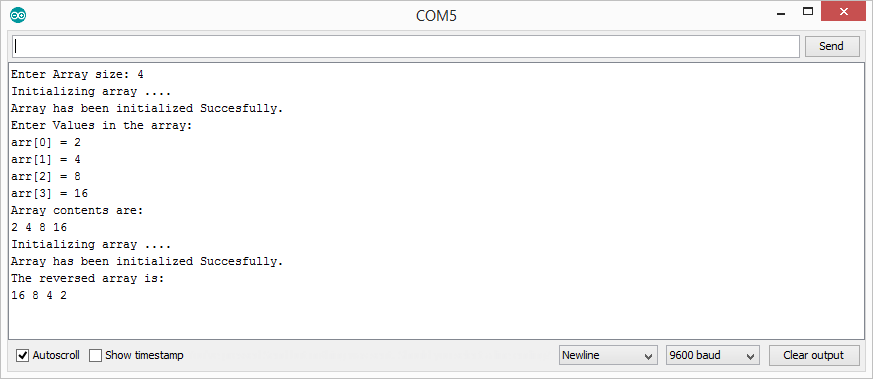 COM5
Send
Enter Array size: 4
Initializing array ....
Array has been initialized Succesfully.
Enter Values in the array:
arr[0] = 2
arr[1] = 4
arr[2] = 8
arr[3] = 16
Array contents are:
2 4 8 16
Initializing array ....
Array has been initialized Succesfully.
The reversed array is:
16 8 4 2
Autoscroll Show timestamp Newline 9600 baud Clear output